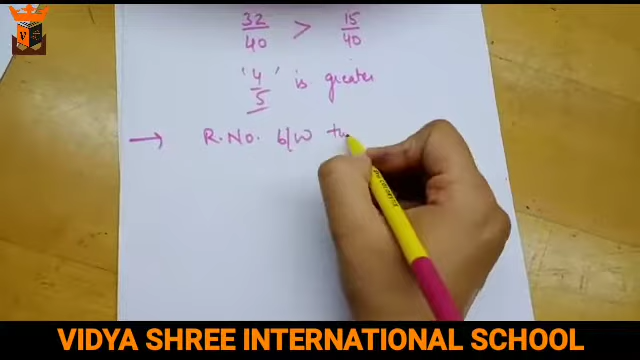 32/40 > 15/40
'4/5' is greater
→ R.No. b/w
VIDYA SHREE INTERNATIONAL SCHOOL